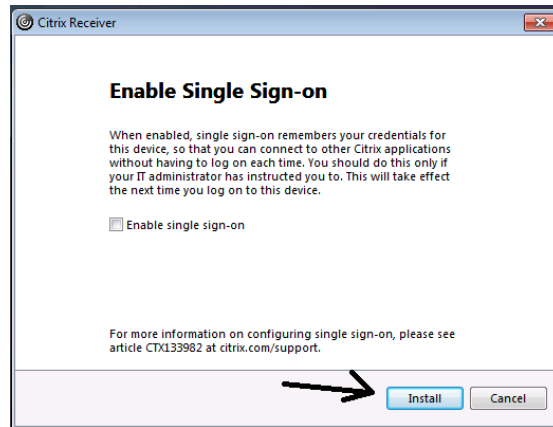 Citrix Receiver
Enable Single Sign-on
When enabled, single sign-on remembers your credentials for
this device, so that you can connect to other Citrix applications
without having to log on each time. You should do this only if
your IT administrator has instructed you to. This will take effect
the next time you log on to this device.
Enable single sign-on
For more information on configuring single sign-on, please see
article CTX133982 at citrix.com/support.
Install Cancel